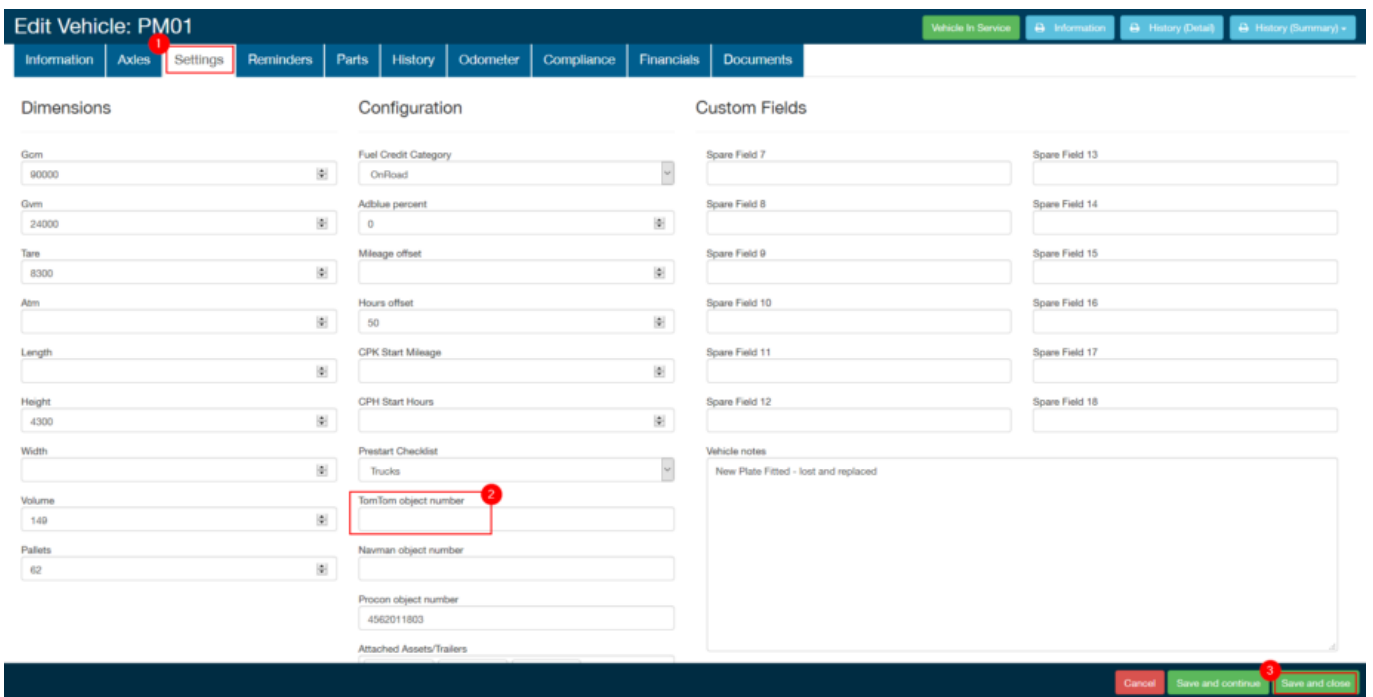 Edit Vehicle: PM01
Vehicle In Service
Information
History (Detail)
History (Summary)
1
Information
Axles
Settings
Reminders
Parts
History
Odometer
Compliance
Financials
Documents
Dimensions
Gcm
90000
Gvm
24000
Tare
8300
Atm
Length
Height
4300
Width
Volume
149
Pallets
62
Configuration
Fuel Credit Category
OnRoad
Adblue percent
0
Mileage offset
Hours offset
50
CPK Start Mileage
CPH Start Hours
Prestart Checklist
Trucks
TomTom object number
2
Navman object number
Procon object number
4562011803
Attached Assets/Trailers
Custom Fields
Spare Field 7
Spare Field 8
Spare Field 9
Spare Field 10
Spare Field 11
Spare Field 12
Spare Field 13
Spare Field 14
Spare Field 15
Spare Field 16
Spare Field 17
Spare Field 18
Vehicle notes
New Plate Fitted - lost and replaced
Cancel
Save and continue
3
Save and close